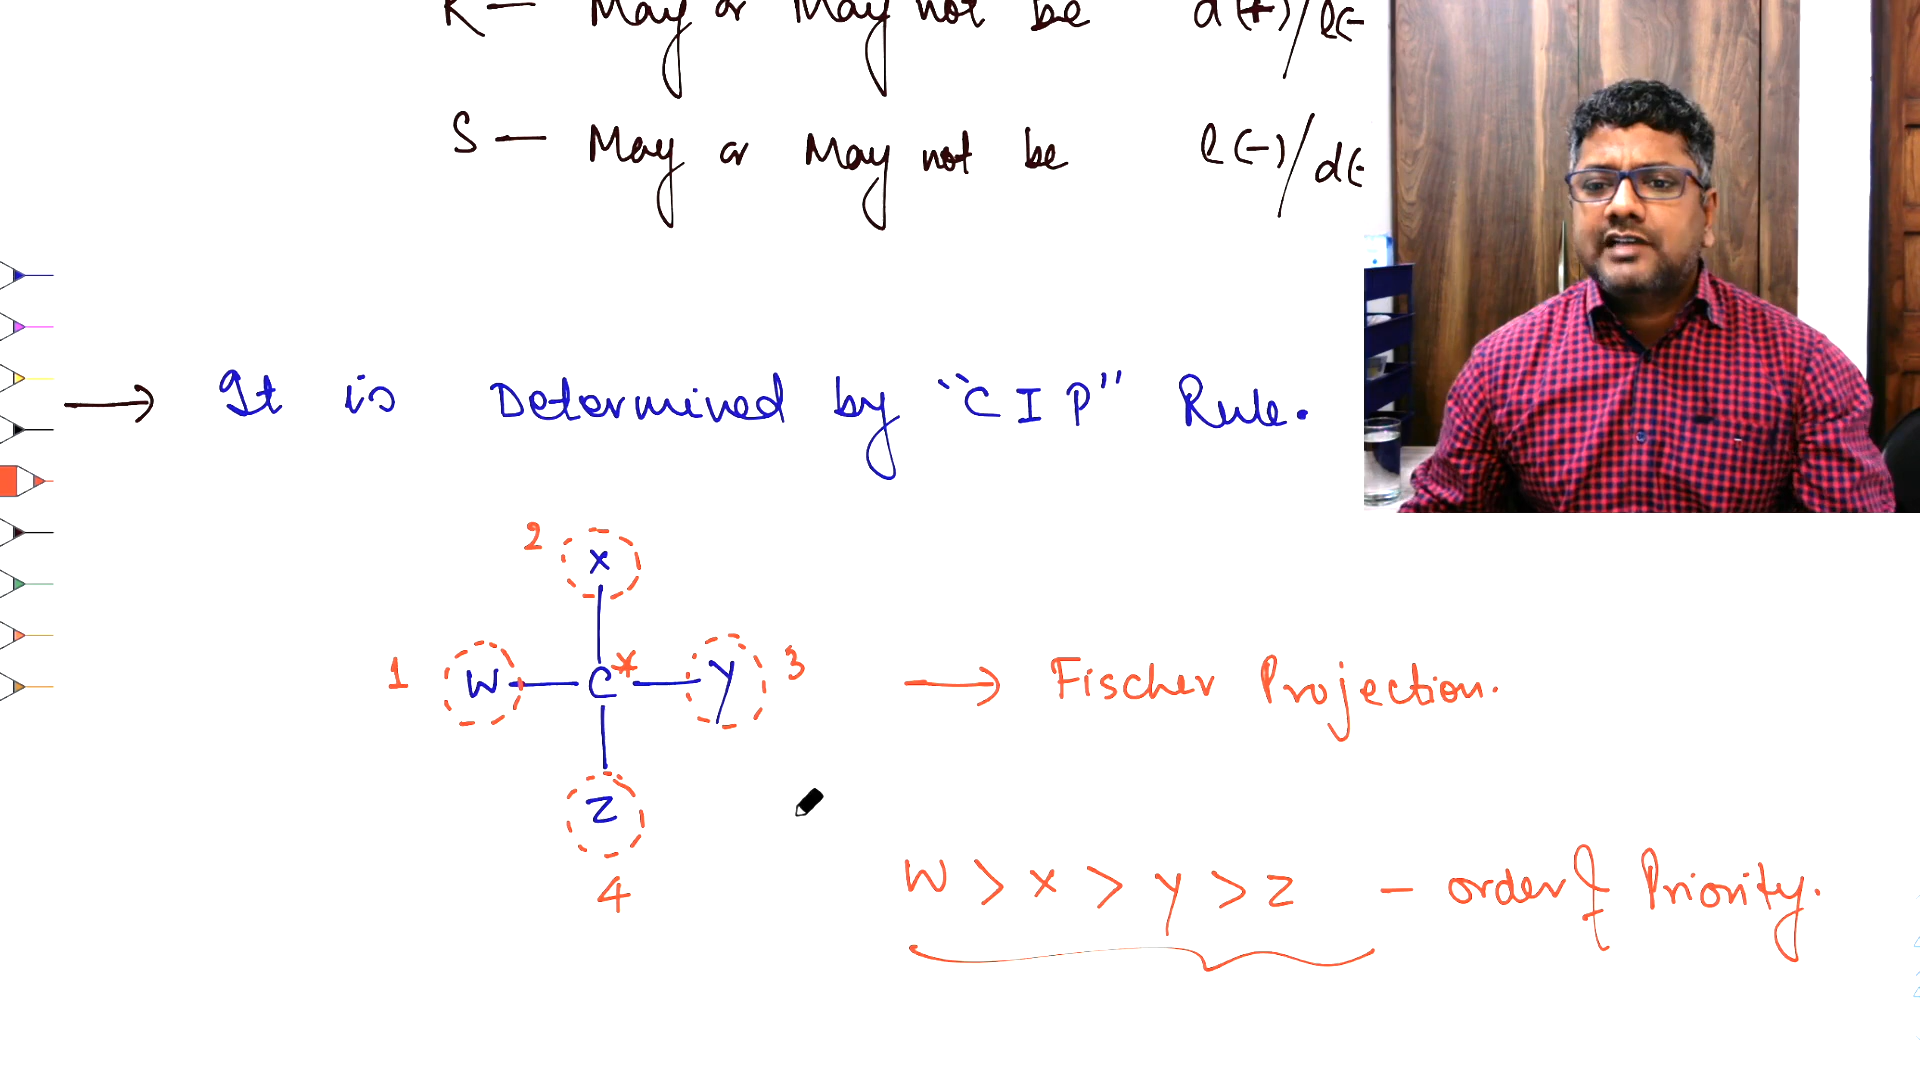 R — May or May not be d(+)/l(-
S — May or May not be l(-)/d(-
→ It is Determined by "CIP" Rule.
2 X
1 W — C* — Y 3 → Fischer Projection.
Z
4
W > X > Y > Z — order of Priority.